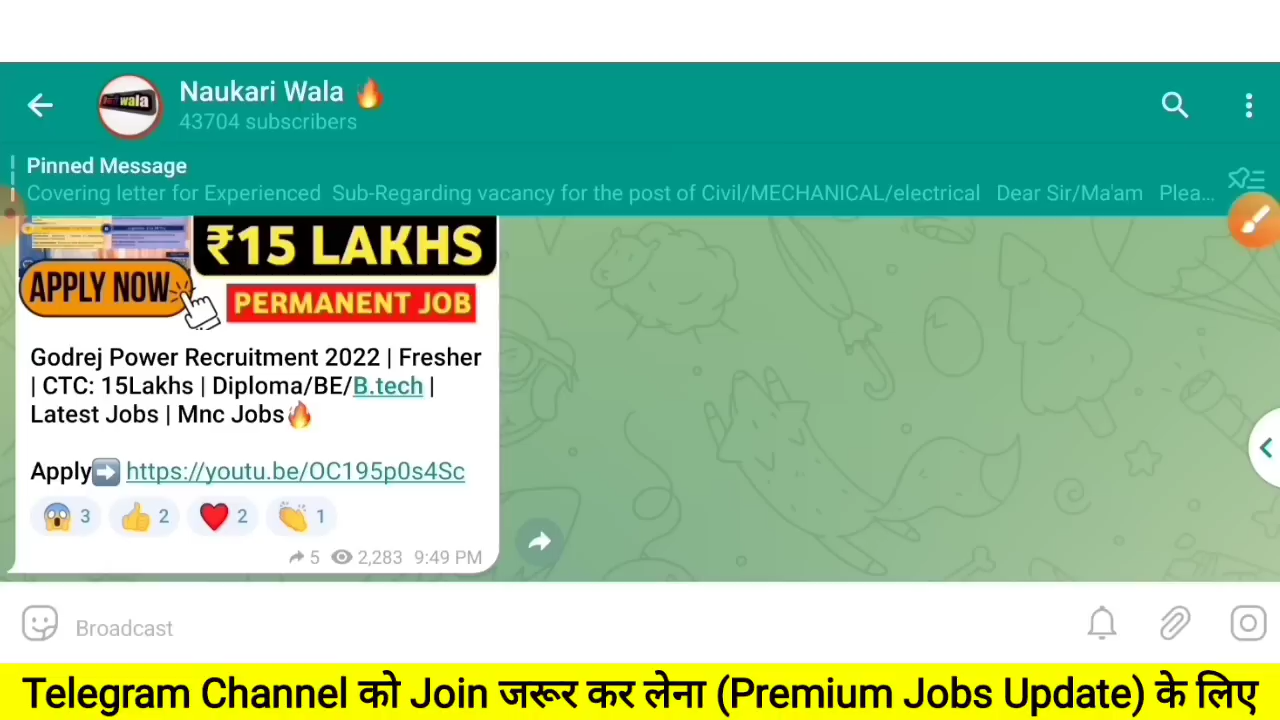 wala
Naukari Wala 🔥
43704 subscribers
Pinned Message
Covering letter for Experienced Sub-Regarding vacancy for the post of Civil/MECHANICAL/electrical Dear Sir/Ma'am Plea...
₹15 LAKHS
APPLY NOW
PERMANENT JOB
Godrej Power Recruitment 2022 | Fresher
| CTC: 15Lakhs | Diploma/BE/B.tech |
Latest Jobs | Mnc Jobs🔥
Apply➡️ https://youtu.be/OC195p0s4Sc
😱 3 👍 2 ❤️ 2 👏 1
5 2,283 9:49 PM
Broadcast
Telegram Channel को Join जरूर कर लेना (Premium Jobs Update) के लिए